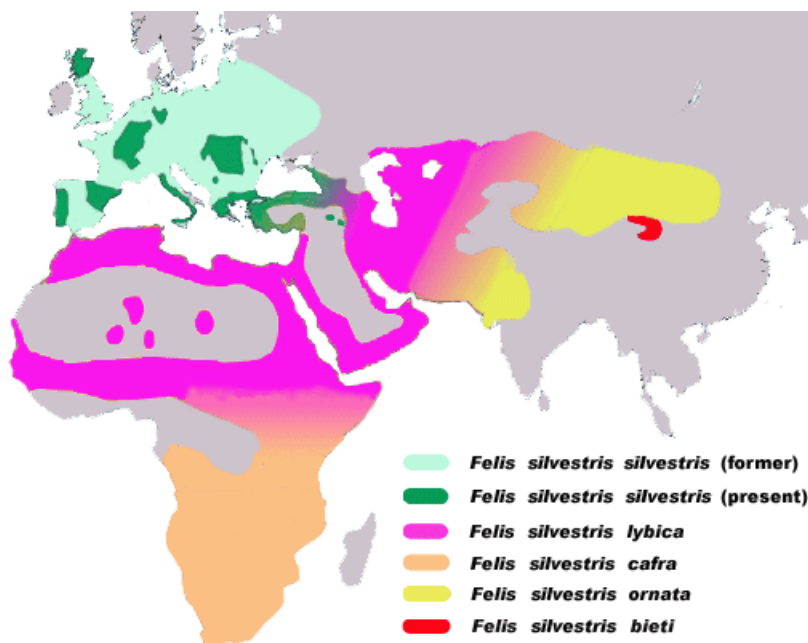 Felis silvestris silvestris (former)
Felis silvestris silvestris (present)
Felis silvestris lybica
Felis silvestris cafra
Felis silvestris ornata
Felis silvestris bieti